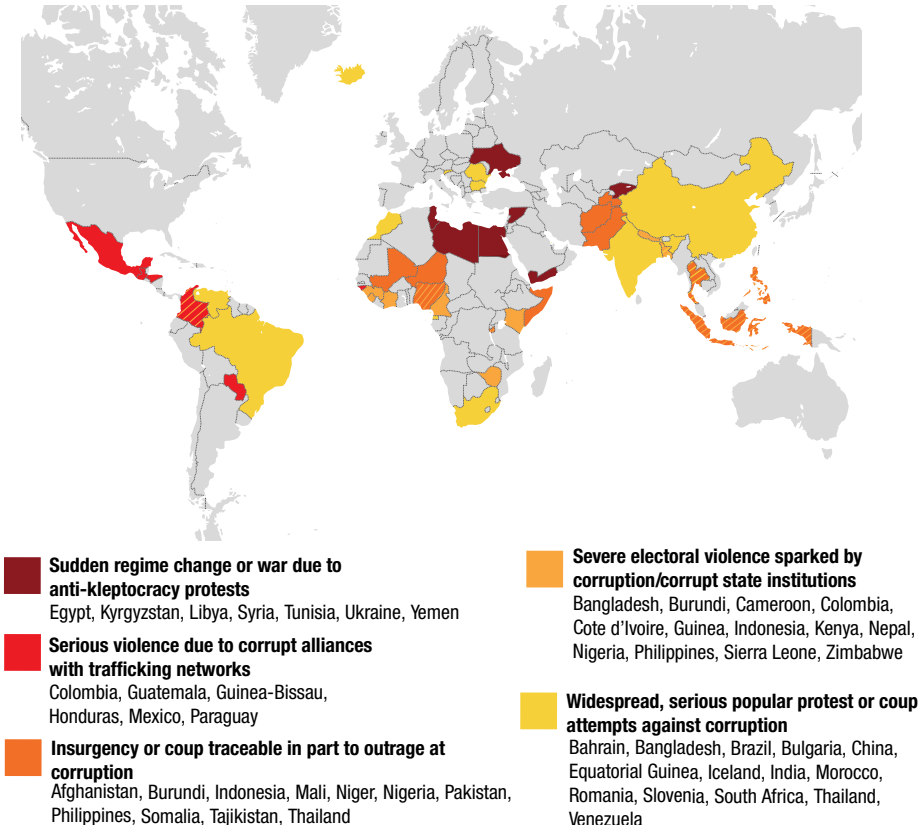 Sudden regime change or war due to
anti-kleptocracy protests
Egypt, Kyrgyzstan, Libya, Syria, Tunisia, Ukraine, Yemen
Serious violence due to corrupt alliances
with trafficking networks
Colombia, Guatemala, Guinea-Bissau,
Honduras, Mexico, Paraguay
Insurgency or coup traceable in part to outrage at
corruption
Afghanistan, Burundi, Indonesia, Mali, Niger, Nigeria, Pakistan,
Philippines, Somalia, Tajikistan, Thailand
Severe electoral violence sparked by
corruption/corrupt state institutions
Bangladesh, Burundi, Cameroon, Colombia,
Cote d’Ivoire, Guinea, Indonesia, Kenya, Nepal,
Nigeria, Philippines, Sierra Leone, Zimbabwe
Widespread, serious popular protest or coup
attempts against corruption
Bahrain, Bangladesh, Brazil, Bulgaria, China,
Equatorial Guinea, Iceland, India, Morocco,
Romania, Slovenia, South Africa, Thailand,
Venezuela